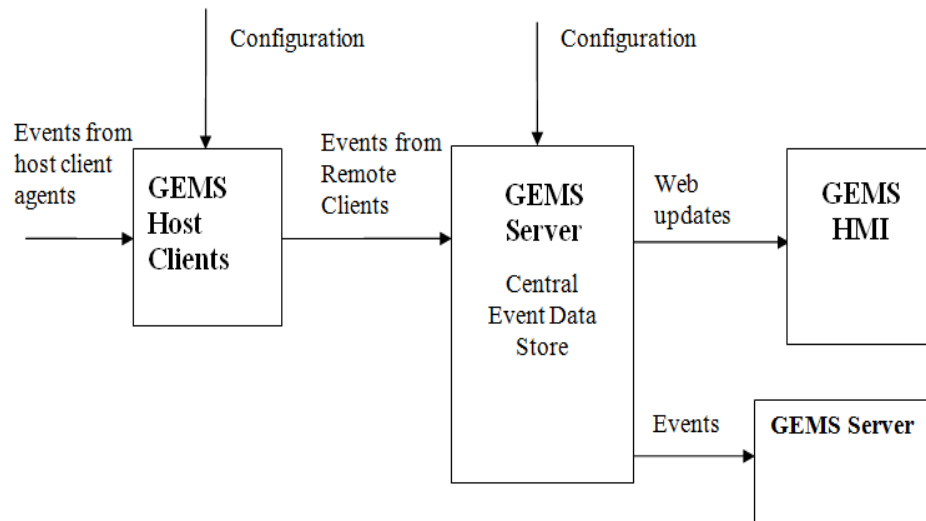 Configuration
Configuration
Events from
host client
agents
GEMS
Host
Clients
Events from
Remote
Clients
GEMS
Server
Central
Event Data
Store
Web
updates
GEMS
HMI
Events
GEMS Server